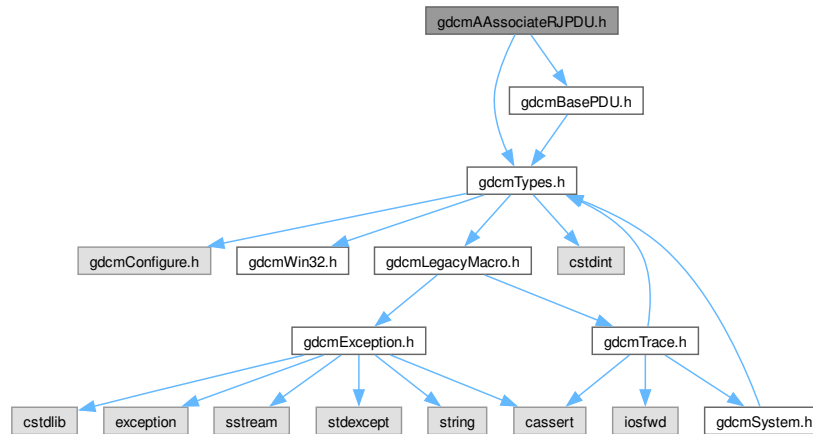 gdcmAAssociateRJPDU.h
gdcmBasePDU.h
gdcmTypes.h
gdcmConfigure.h
gdcmWin32.h
gdcmLegacyMacro.h
cstdint
gdcmException.h
gdcmTrace.h
cstdlib
exception
sstream
stdexcept
string
cassert
iosfwd
gdcmSystem.h